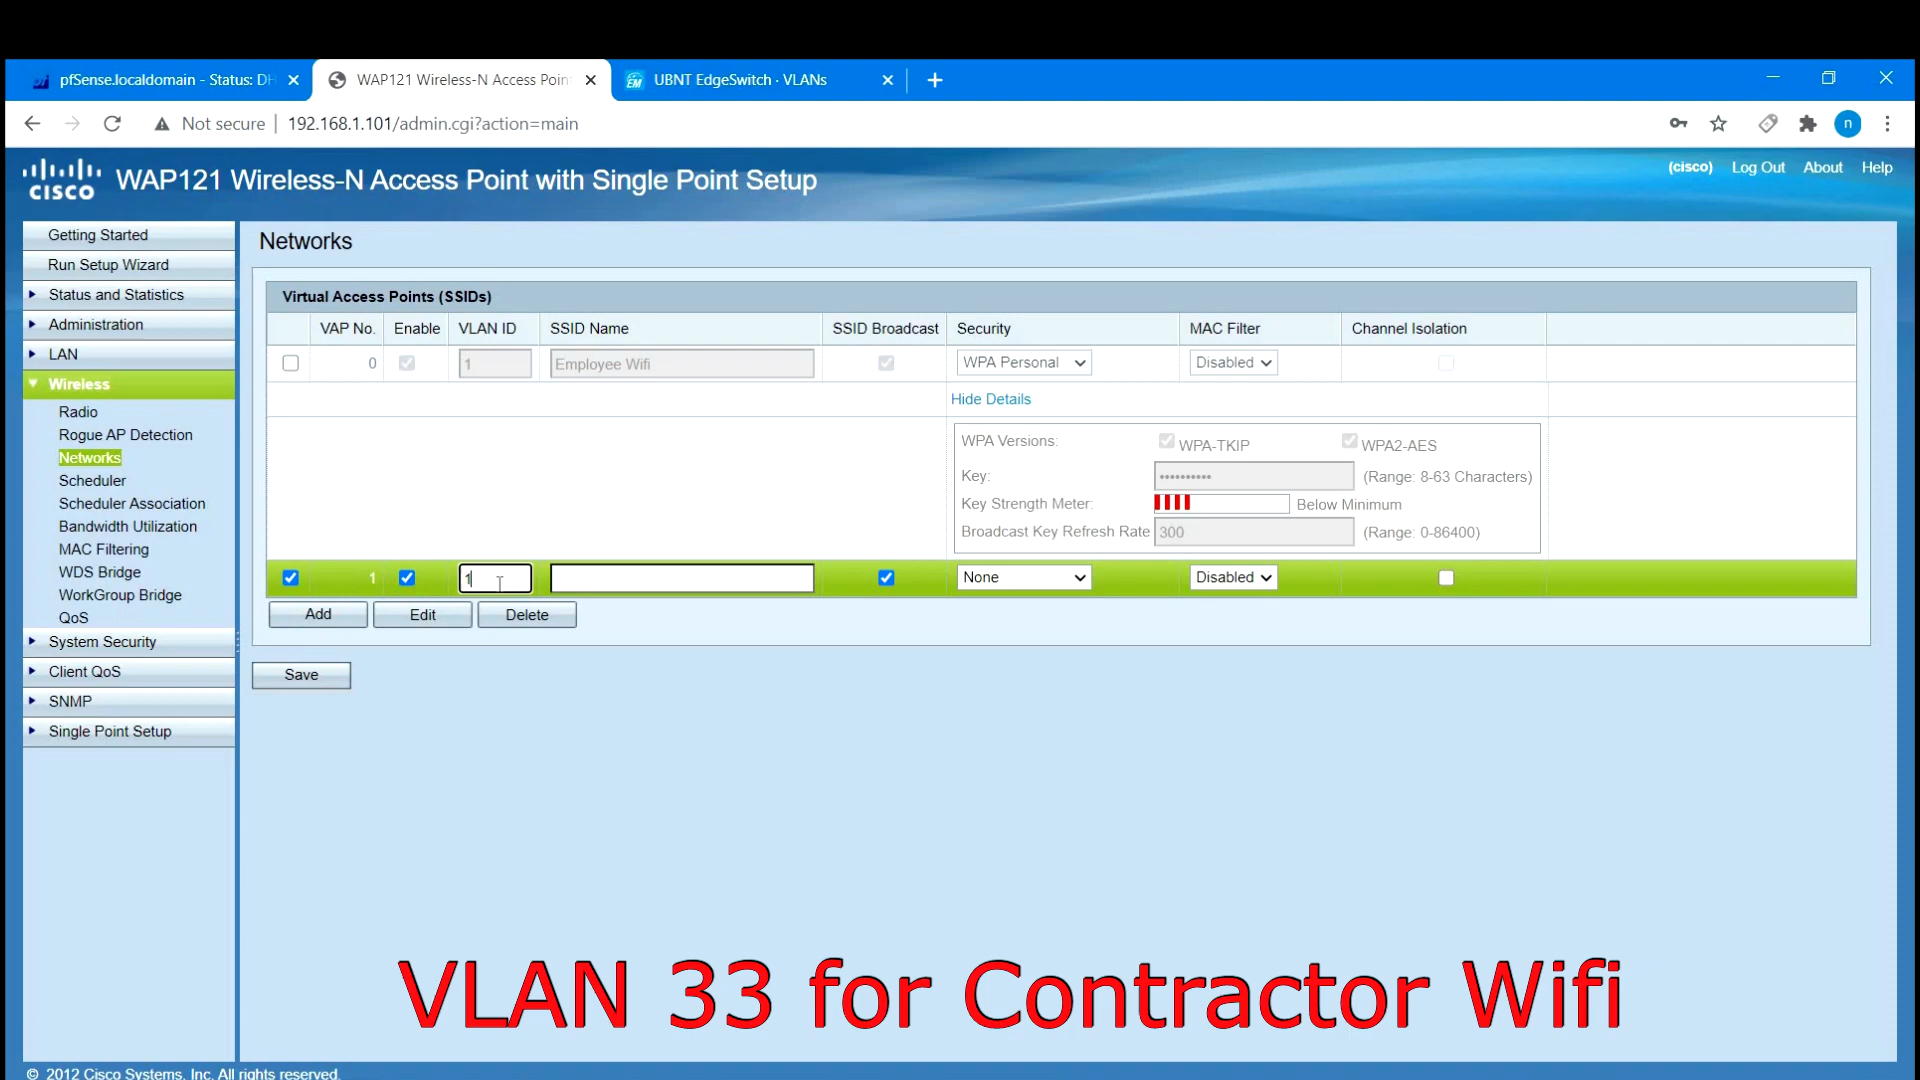 pfSense.localdomain - Status: DH
WAP121 Wireless-N Access Poin
UBNT EdgeSwitch · VLANs
Not secure | 192.168.1.101/admin.cgi?action=main
n
CISCO WAP121 Wireless-N Access Point with Single Point Setup
(cisco) Log Out About Help
Getting Started
Run Setup Wizard
Status and Statistics
Administration
LAN
Wireless
Radio
Rogue AP Detection
Networks
Scheduler
Scheduler Association
Bandwidth Utilization
MAC Filtering
WDS Bridge
WorkGroup Bridge
QoS
System Security
Client QoS
SNMP
Single Point Setup
Networks
Virtual Access Points (SSIDs)
VAP No. Enable VLAN ID SSID Name SSID Broadcast Security MAC Filter Channel Isolation
0 1 Employee Wifi WPA Personal Disabled
Hide Details
WPA Versions: WPA-TKIP WPA2-AES
Key: •••••••••• (Range: 8-63 Characters)
Key Strength Meter: Below Minimum
Broadcast Key Refresh Rate 300 (Range: 0-86400)
1 1 None Disabled
Add Edit Delete
Save
VLAN 33 for Contractor Wifi
© 2012 Cisco Systems, Inc. All rights reserved.